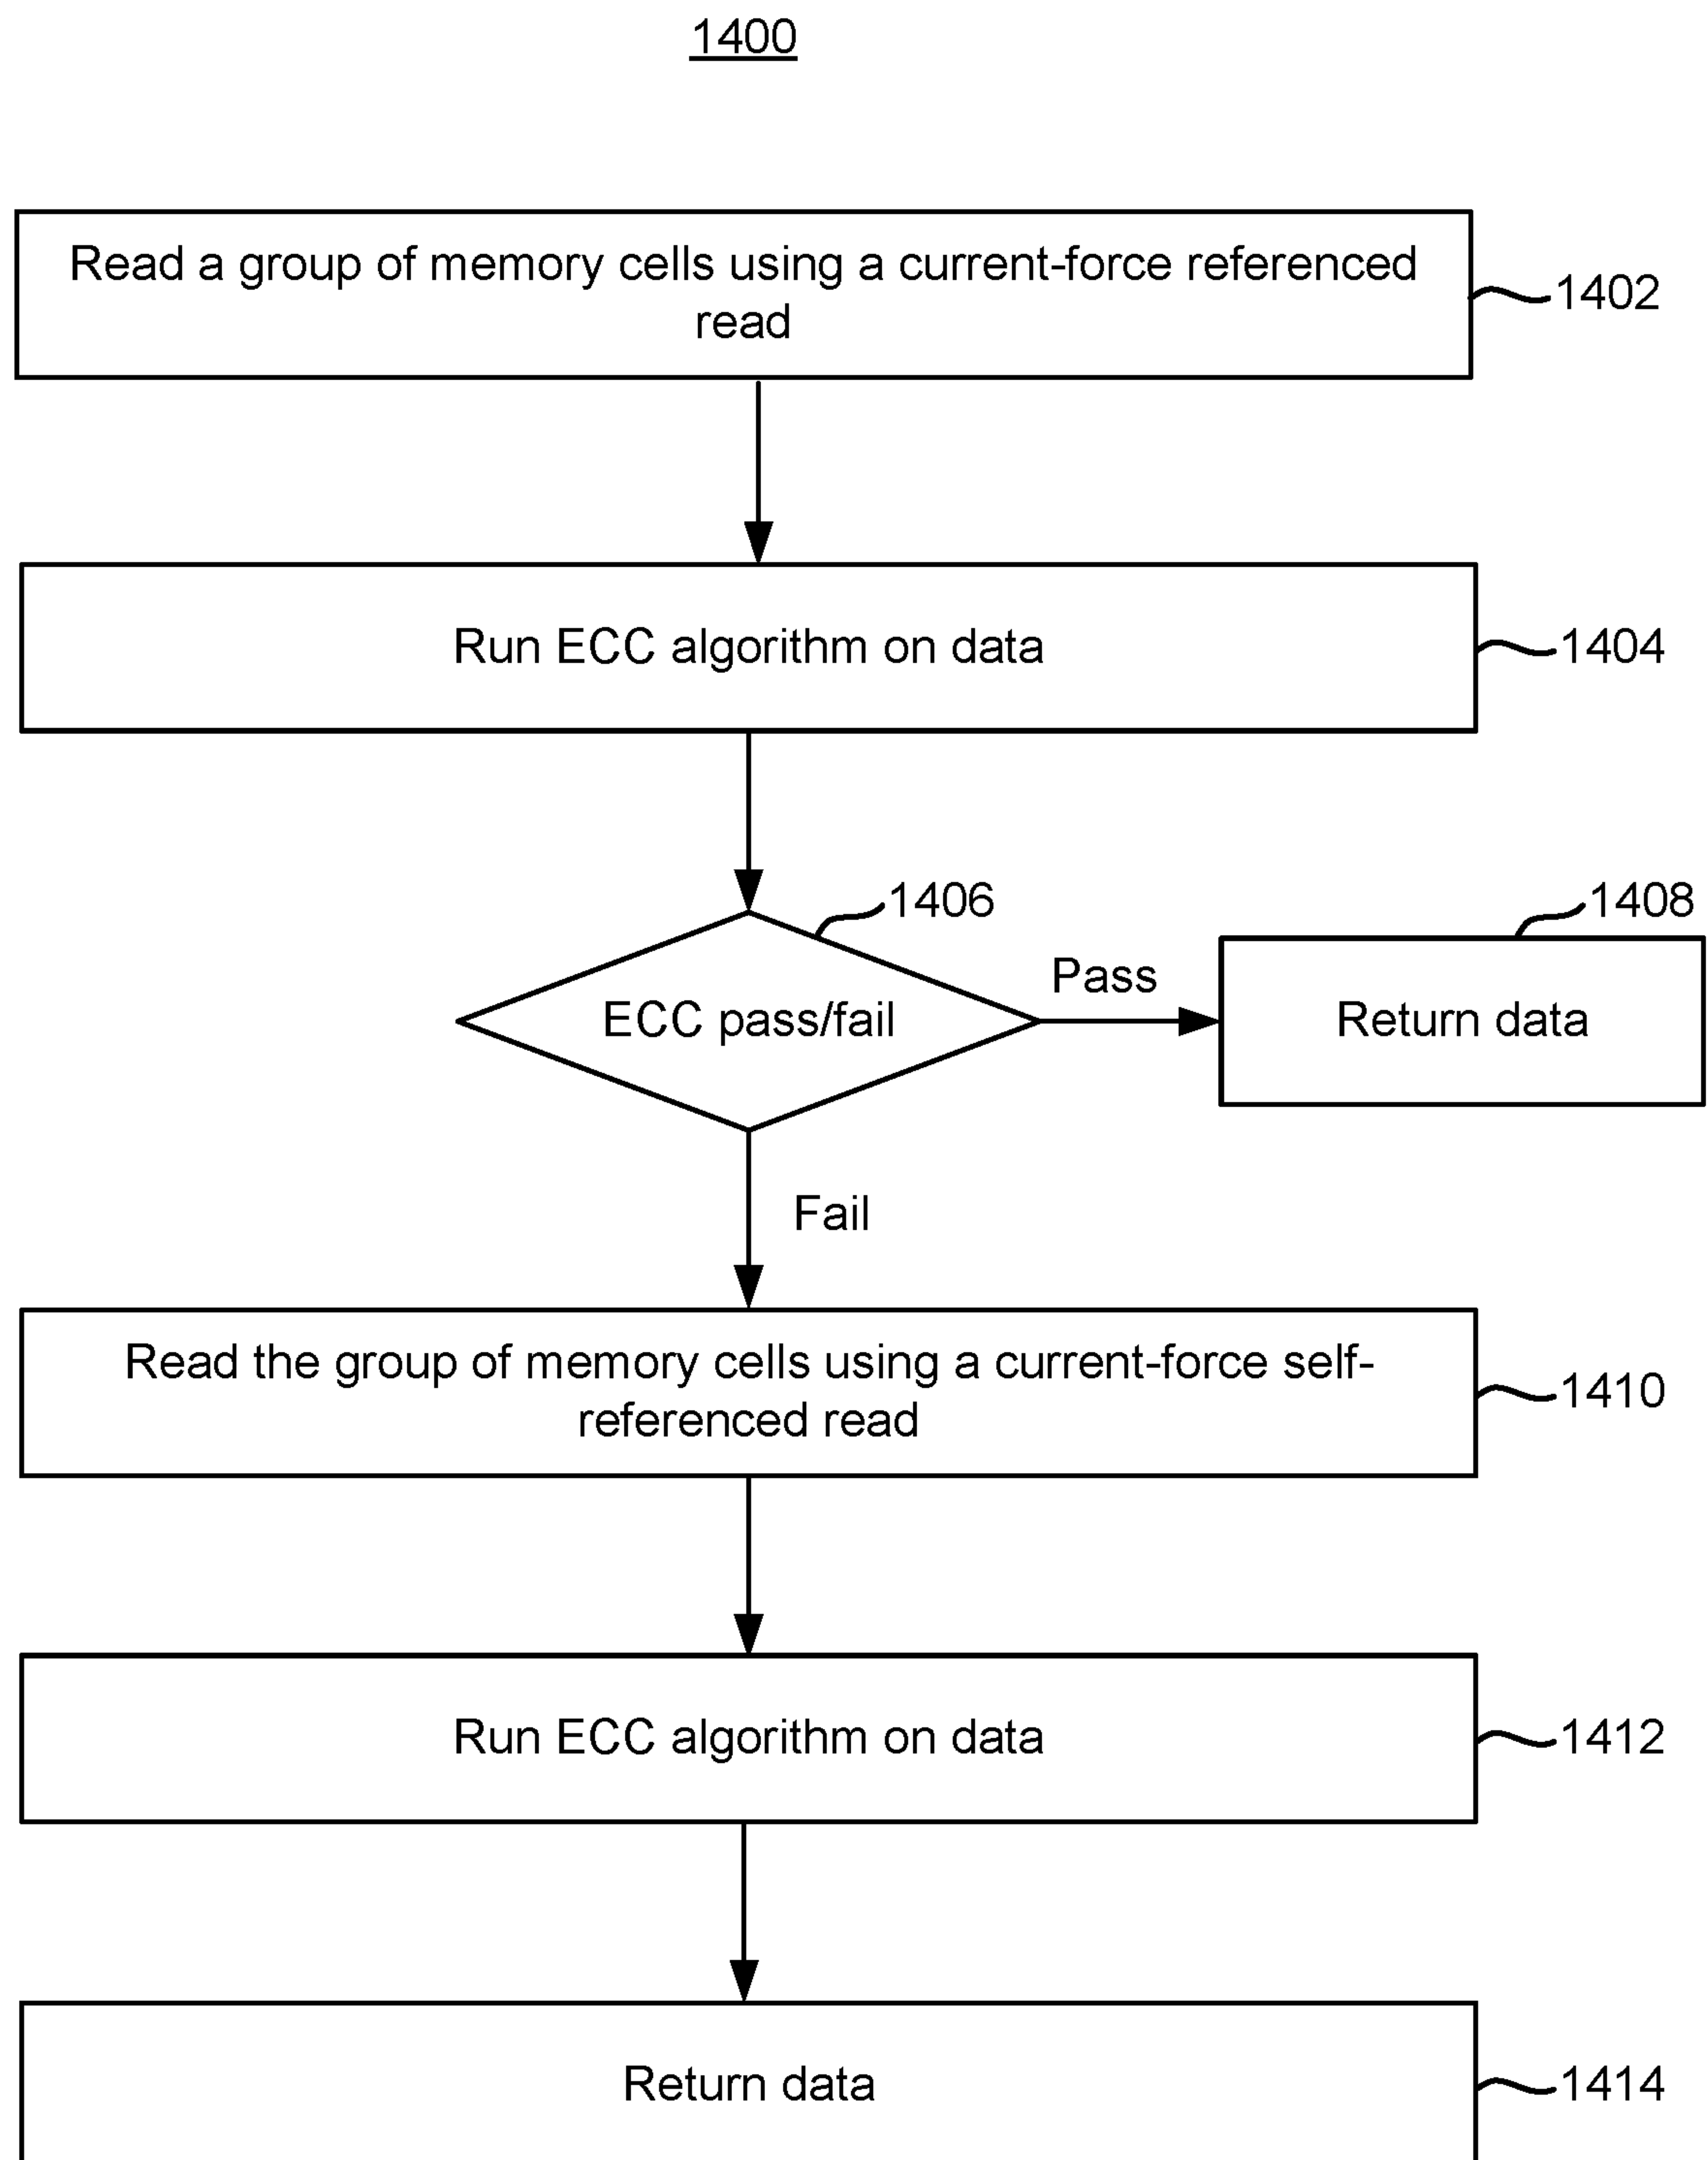 1400
Read a group of memory cells using a current-force referenced
read
1402
Run ECC algorithm on data
1404
1406
1408
Pass
ECC pass/fail
Return data
Fail
Read the group of memory cells using a current-force self-
referenced read
1410
Run ECC algorithm on data
1412
Return data
1414